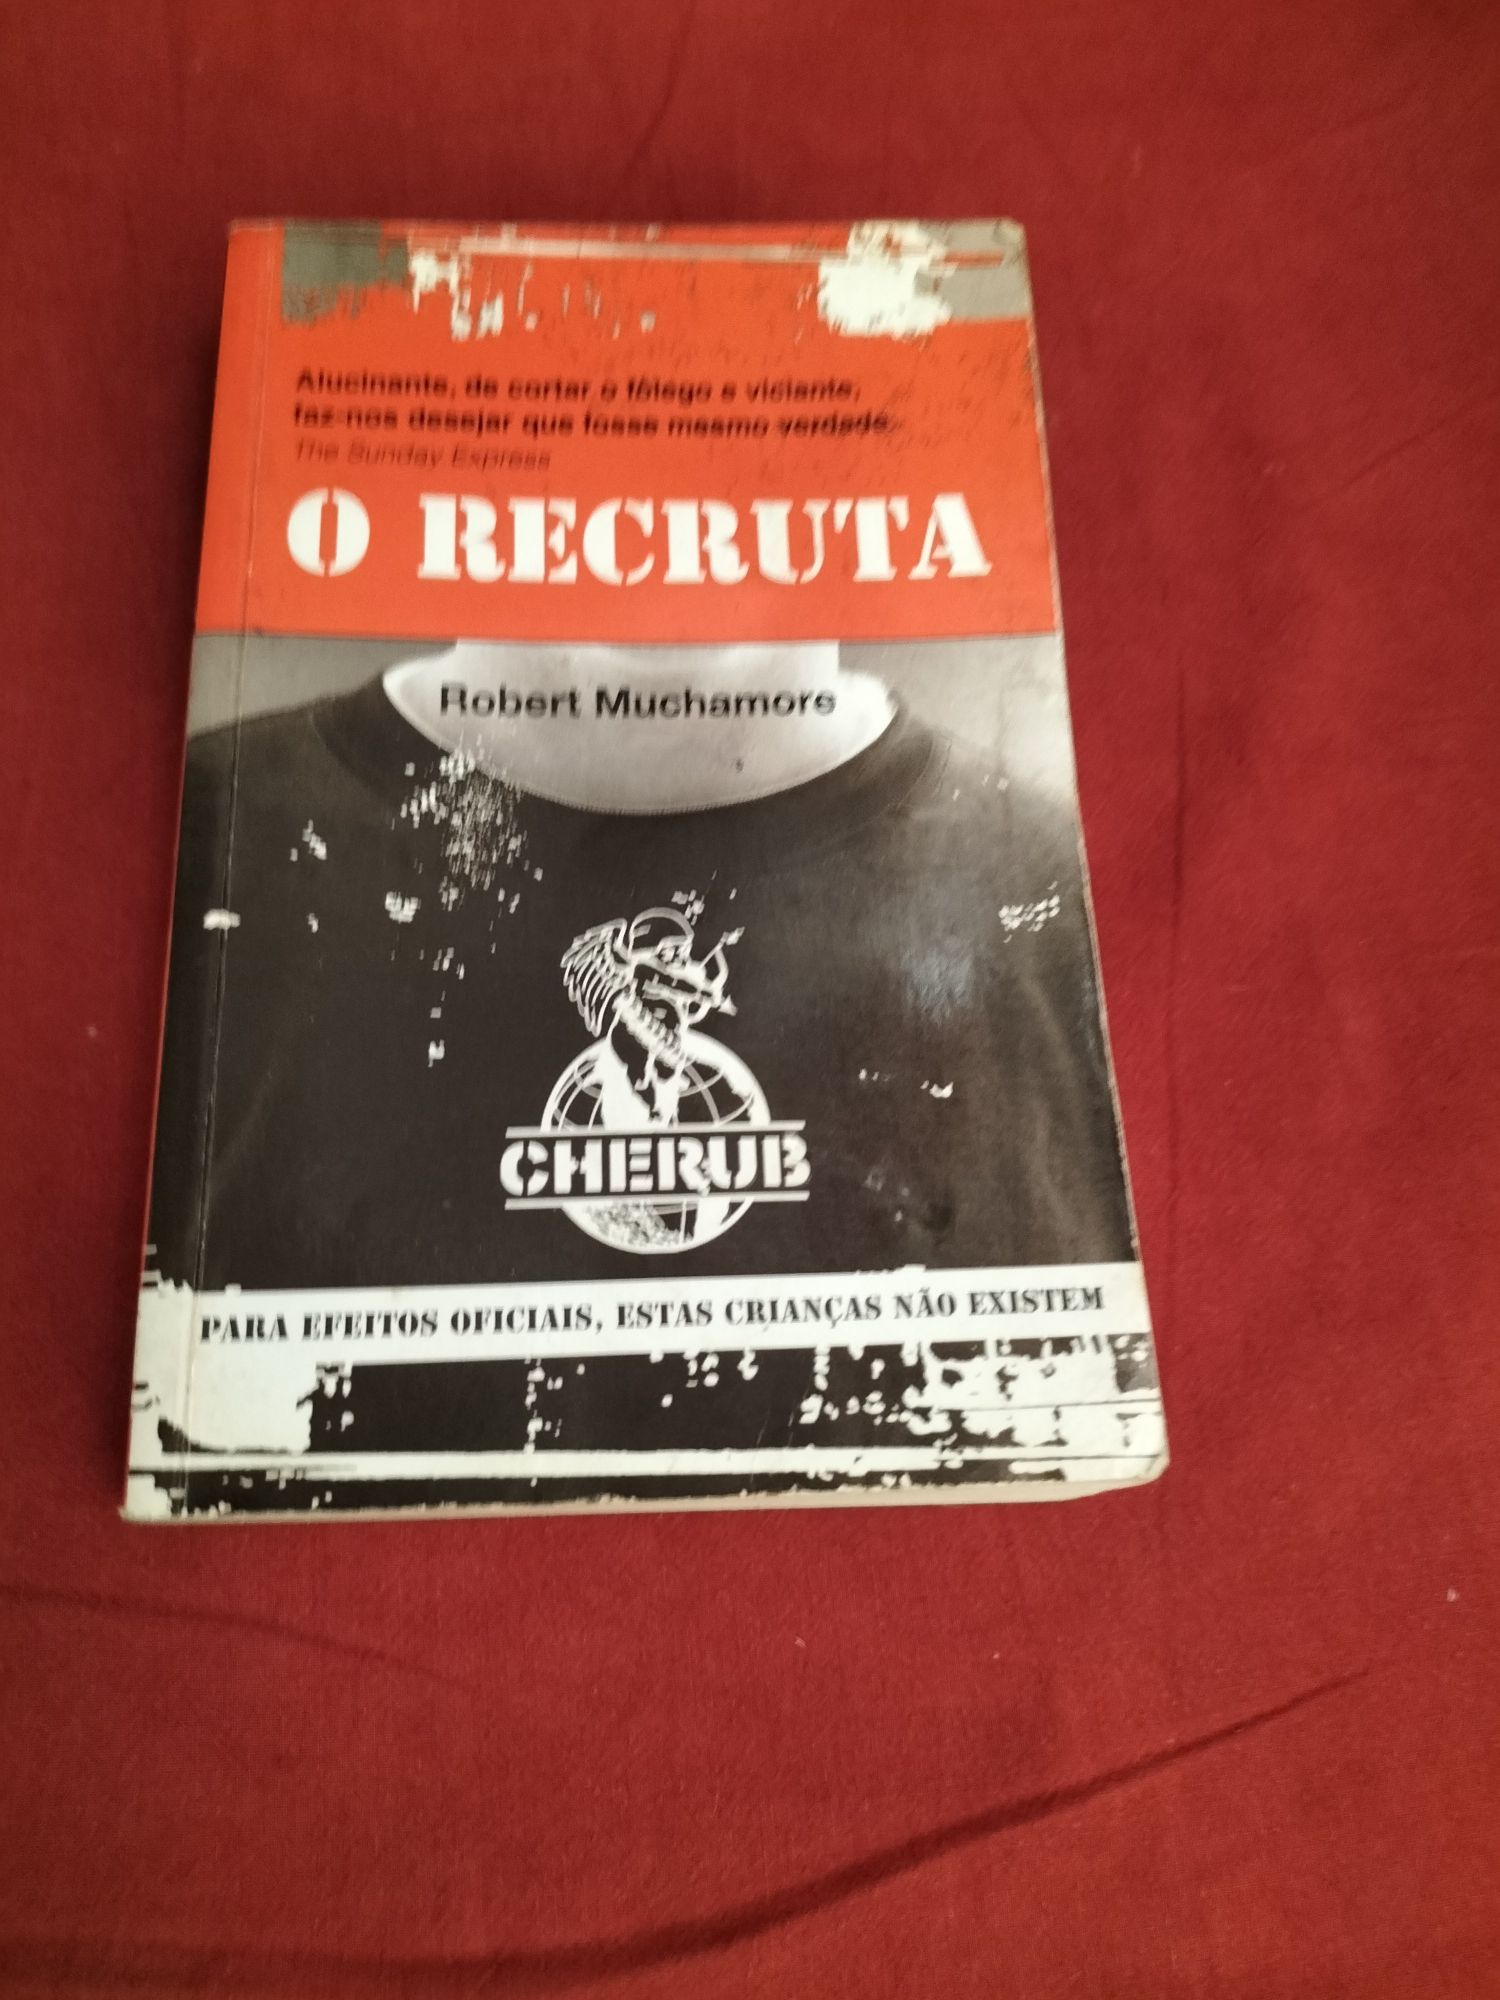 Alucinante, de cortar o fôlego e viciante,
faz-nos desejar que fosse mesmo verdade.
The Sunday Express
O RECRUTA
Robert Muchamore
CHERUB
PARA EFEITOS OFICIAIS, ESTAS CRIANÇAS NÃO EXISTEM